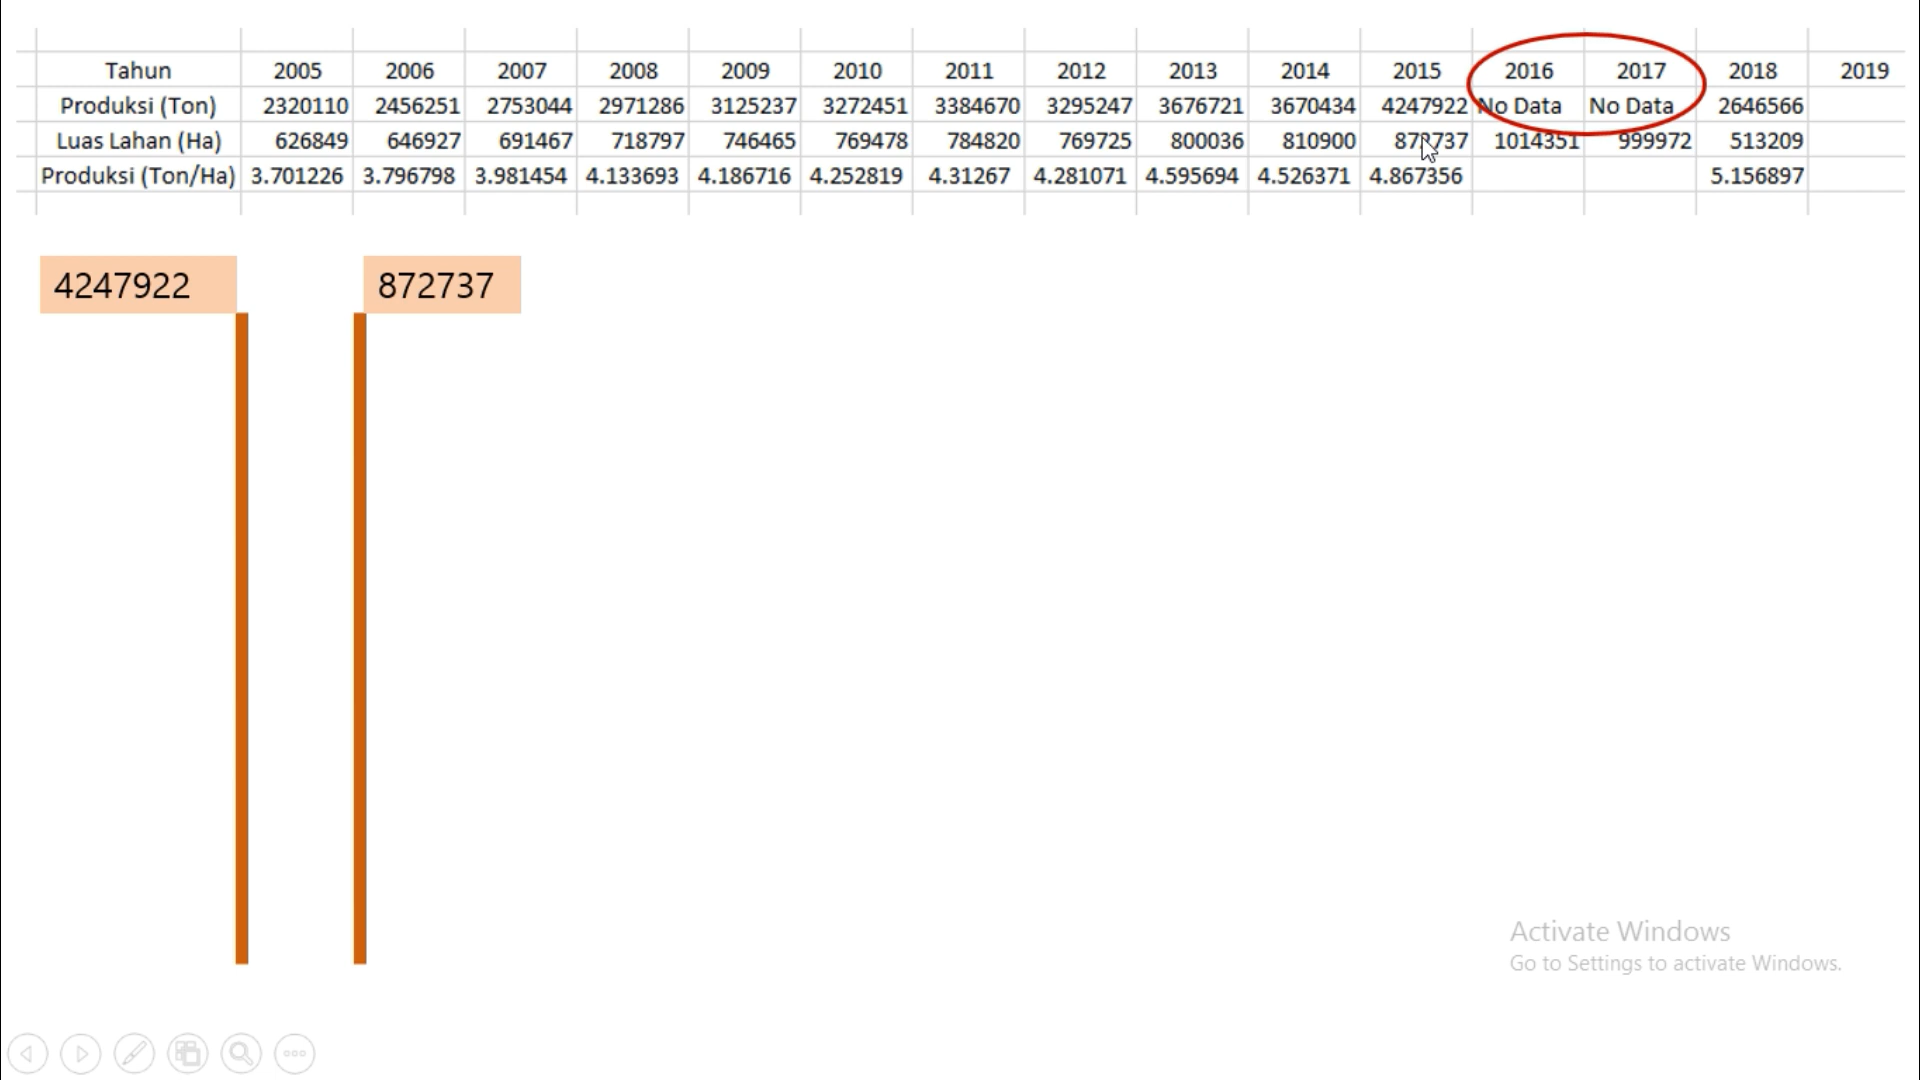 Tahun 2005 2006 2007 2008 2009 2010 2011 2012 2013 2014 2015 2016 2017 2018 2019
Produksi (Ton) 2320110 2456251 2753044 2971286 3125237 3272451 3384670 3295247 3676721 3670434 4247922 No Data No Data 2646566
Luas Lahan (Ha) 626849 646927 691467 718797 746465 769478 784820 769725 800036 810900 872737 1014351 999972 513209
Produksi (Ton/Ha) 3.701226 3.796798 3.981454 4.133693 4.186716 4.252819 4.31267 4.281071 4.595694 4.526371 4.867356 5.156897
4247922 872737
Activate Windows
Go to Settings to activate Windows.